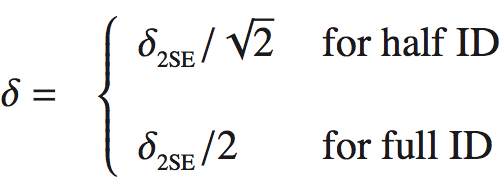 δ = { δ₂SE / √2 for half ID
δ₂SE /2 for full ID